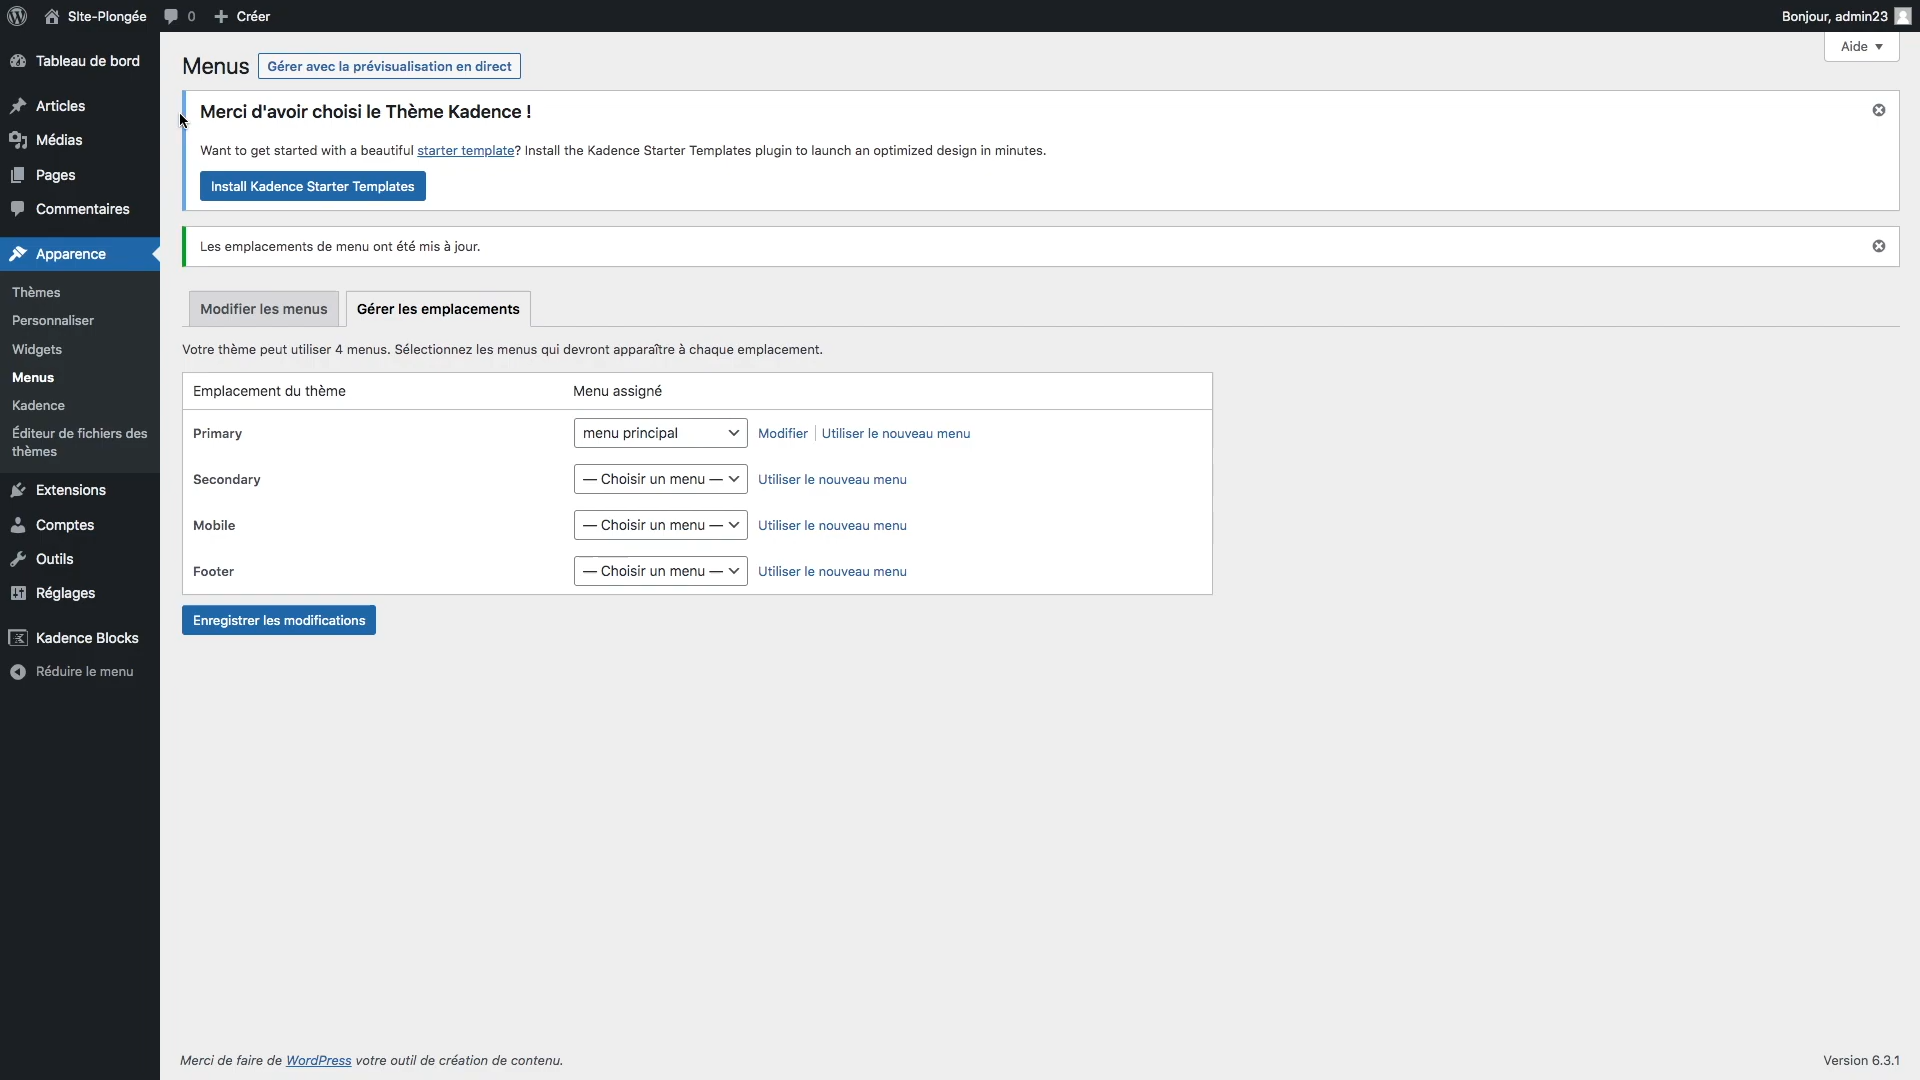 SIte-Plongée 0 Créer Bonjour, admin23
Aide
Tableau de bord
Articles
Médias
Pages
Commentaires
Apparence
Thèmes
Personnaliser
Widgets
Menus
Kadence
Éditeur de fichiers des
thèmes
Extensions
Comptes
Outils
Réglages
Kadence Blocks
Réduire le menu
Menus Gérer avec la prévisualisation en direct
Merci d'avoir choisi le Thème Kadence !
Want to get started with a beautiful starter template? Install the Kadence Starter Templates plugin to launch an optimized design in minutes.
Install Kadence Starter Templates
Les emplacements de menu ont été mis à jour.
Modifier les menus Gérer les emplacements
Votre thème peut utiliser 4 menus. Sélectionnez les menus qui devront apparaître à chaque emplacement.
Emplacement du thème Menu assigné
Primary menu principal Modifier Utiliser le nouveau menu
Secondary — Choisir un menu — Utiliser le nouveau menu
Mobile — Choisir un menu — Utiliser le nouveau menu
Footer — Choisir un menu — Utiliser le nouveau menu
Enregistrer les modifications
Merci de faire de WordPress votre outil de création de contenu. Version 6.3.1